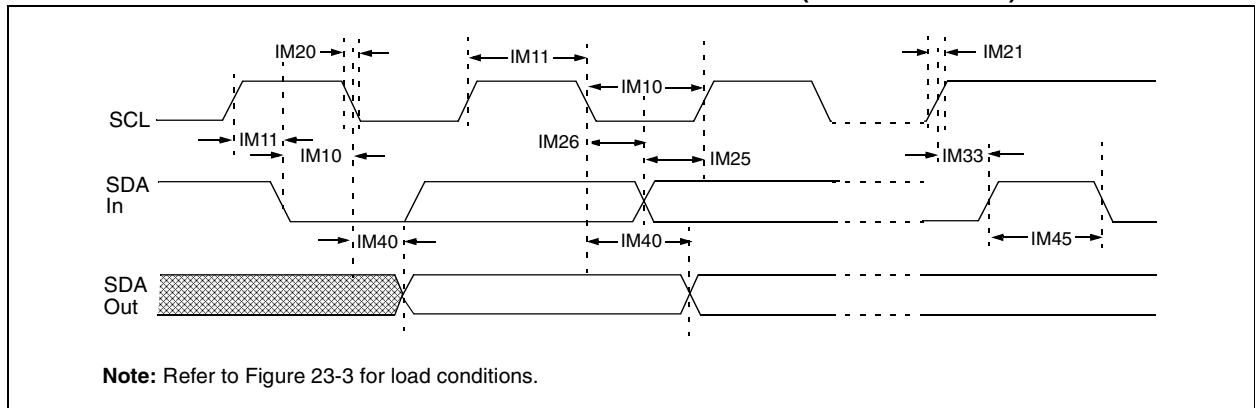 IM20
IM11
IM21
IM10
SCL
IM11
IM10
IM26
IM25
IM33
SDA
In
IM40
IM40
IM45
SDA
Out
Note: Refer to Figure 23-3 for load conditions.